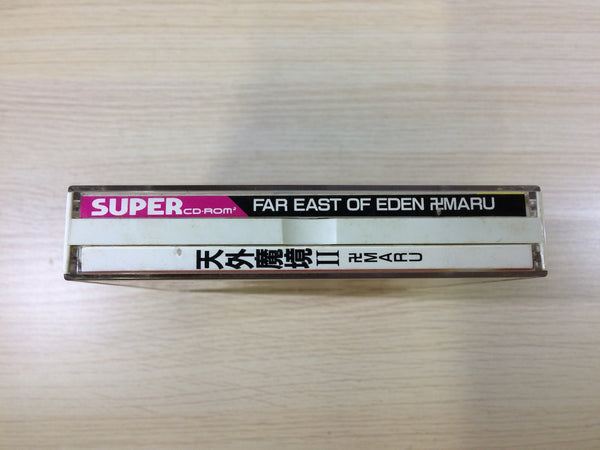 SUPER CD-ROM² FAR EAST OF EDEN 卍MARU
天外魔境II 卍MARU